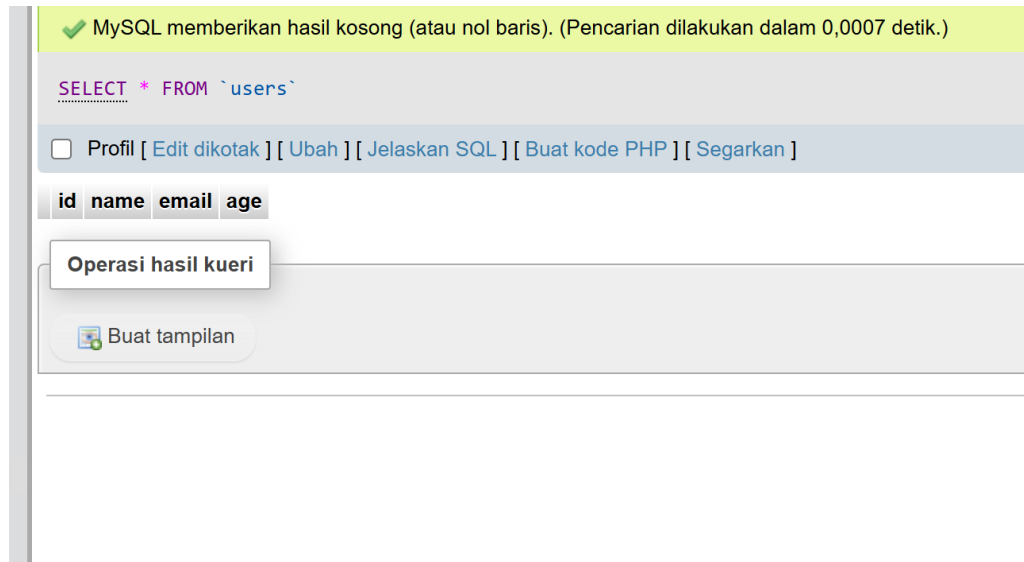 MySQL memberikan hasil kosong (atau nol baris). (Pencarian dilakukan dalam 0,0007 detik.)
SELECT * FROM `users`
Profil [ Edit dikotak ] [ Ubah ] [ Jelaskan SQL ] [ Buat kode PHP ] [ Segarkan ]
id name email age
Operasi hasil kueri
Buat tampilan